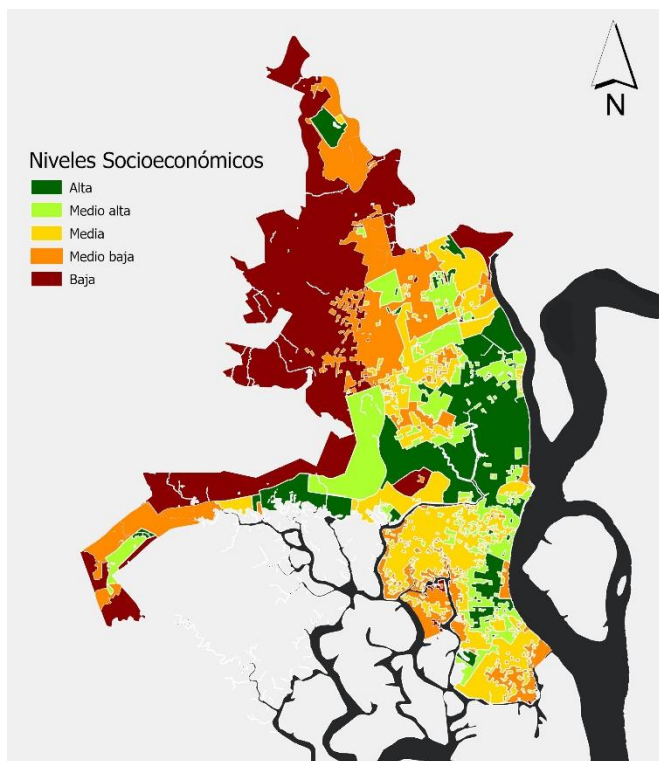 N
Niveles Socioeconómicos
Alta
Medio alta
Media
Medio baja
Baja